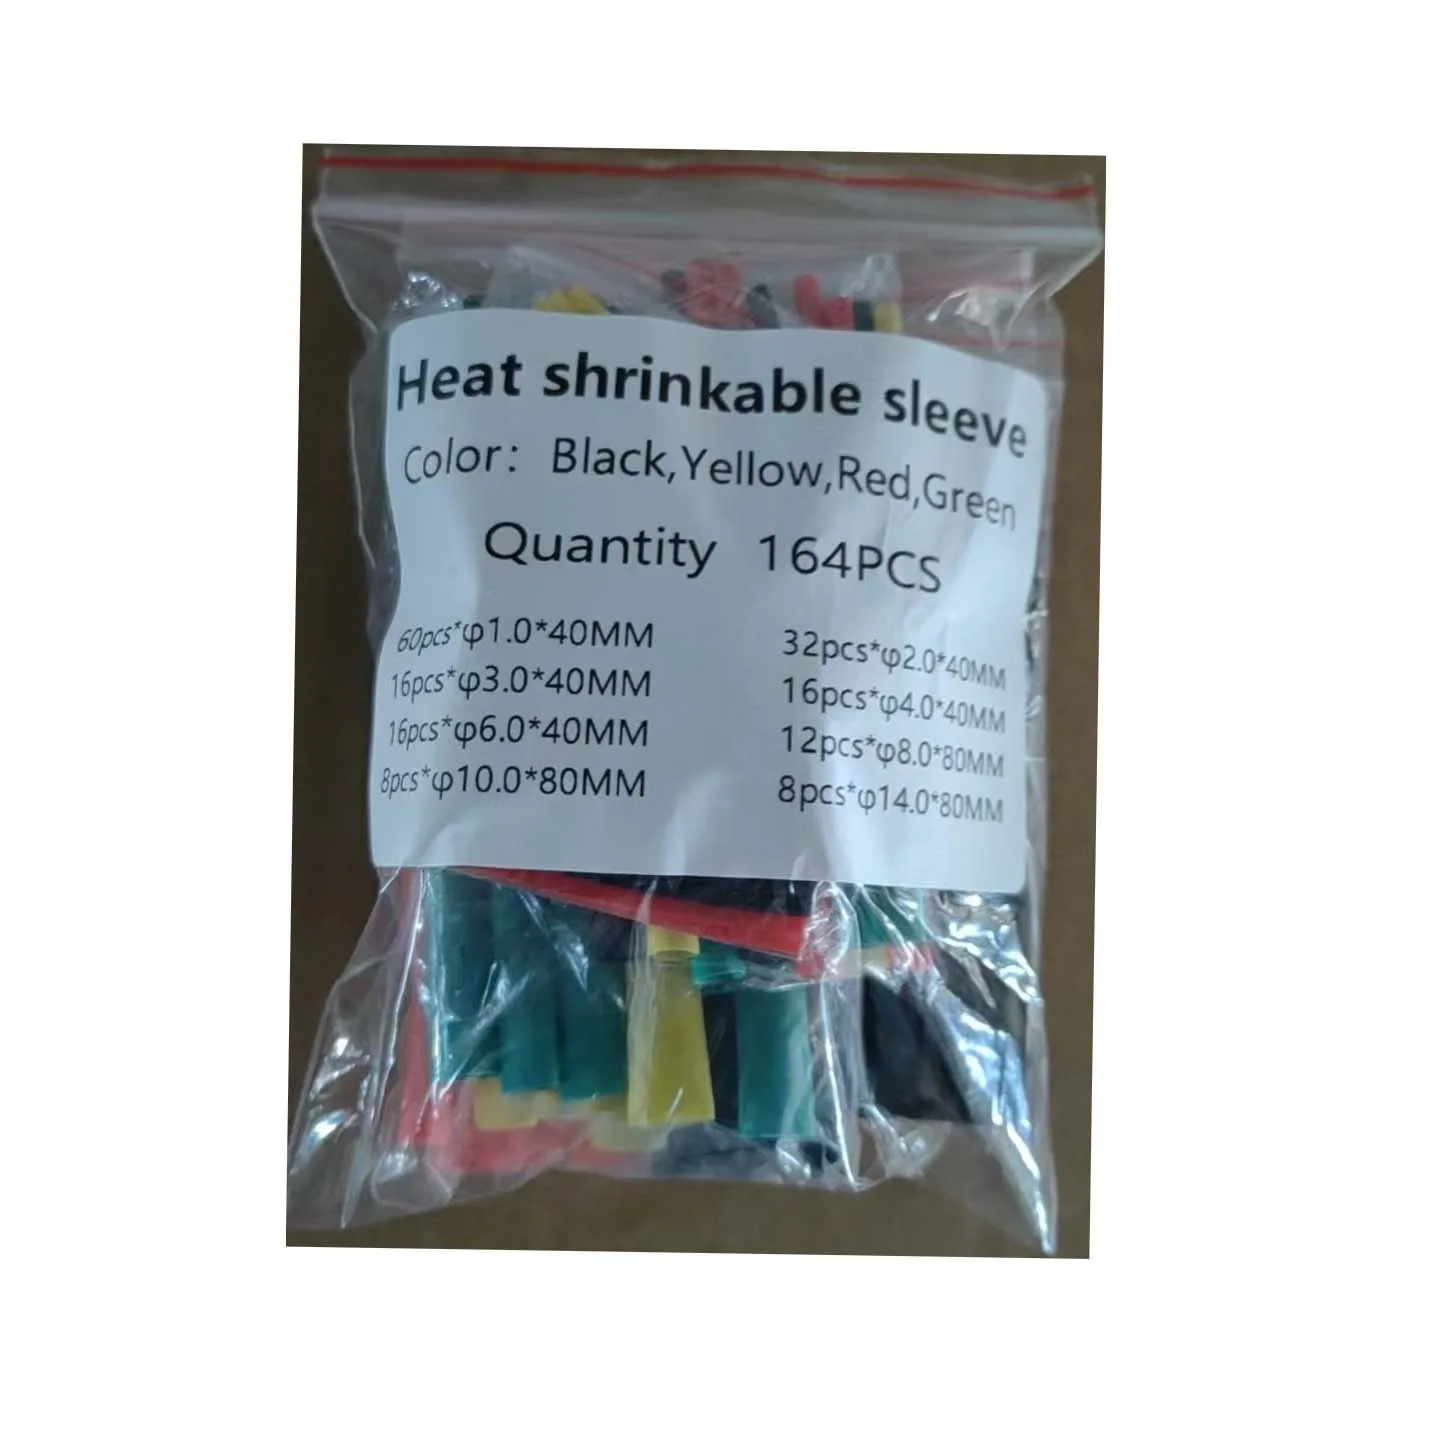 Heat shrinkable sleeve
Color: Black,Yellow,Red,Green
Quantity 164PCS
60pcs*φ1.0*40MM 32pcs*φ2.0*40MM
16pcs*φ3.0*40MM 16pcs*φ4.0*40MM
16pcs*φ6.0*40MM 12pcs*φ8.0*80MM
8pcs*φ10.0*80MM 8pcs*φ14.0*80MM